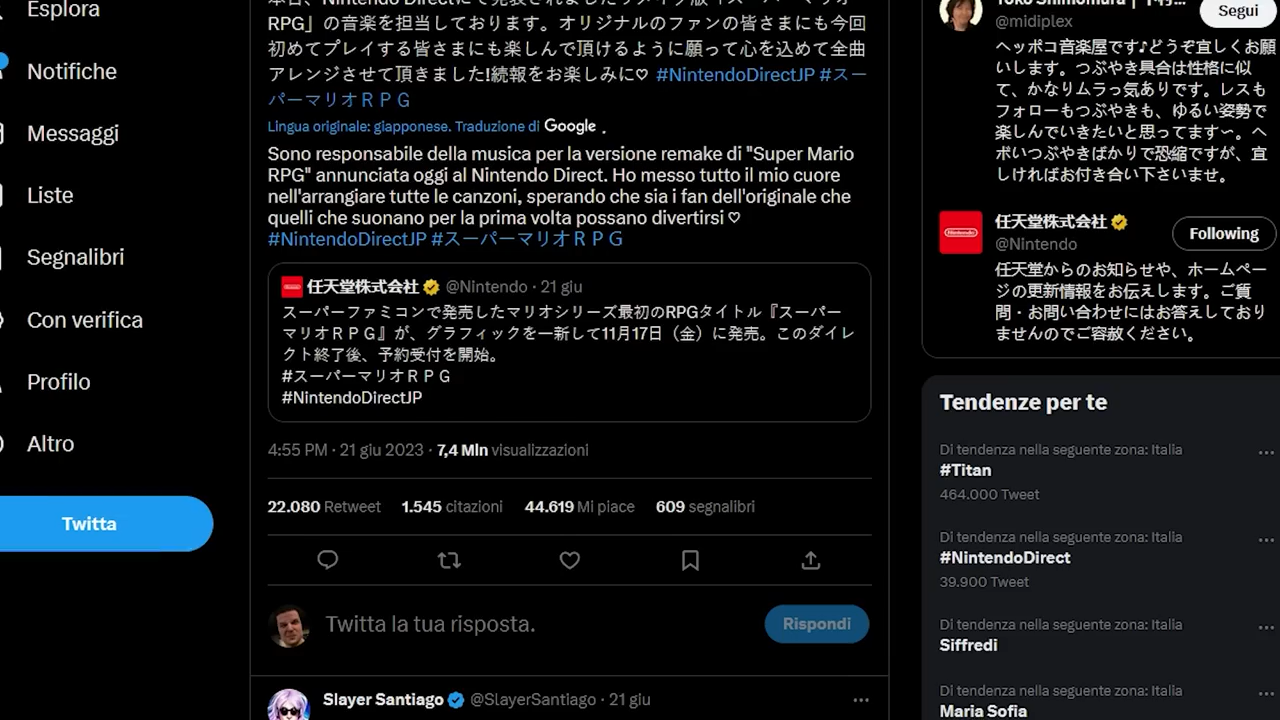 Esplora
Notifiche
Messaggi
Liste
Segnalibri
Con verifica
Profilo
Altro
Twitta
RPG」の音楽を担当しております。オリジナルのファンの皆さまにも今回
初めてプレイする皆さまにも楽しんで頂けるように願って心を込めて全曲
アレンジさせて頂きました!続報をお楽しみに♡ #NintendoDirectJP #スー
パーマリオＲＰＧ
Lingua originale: giapponese. Traduzione di Google .
Sono responsabile della musica per la versione remake di "Super Mario
RPG" annunciata oggi al Nintendo Direct. Ho messo tutto il mio cuore
nell'arrangiare tutte le canzoni, sperando che sia i fan dell'originale che
quelli che suonano per la prima volta possano divertirsi ♡
#NintendoDirectJP #スーパーマリオＲＰＧ
任天堂株式会社 @Nintendo · 21 giu
スーパーファミコンで発売したマリオシリーズ最初のRPGタイトル『スーパー
マリオＲＰＧ』が、グラフィックを一新して11月17日（金）に発売。このダイレ
クト終了後、予約受付を開始。
#スーパーマリオＲＰＧ
#NintendoDirectJP
4:55 PM · 21 giu 2023 · 7,4 Mln visualizzazioni
22.080 Retweet 1.545 citazioni 44.619 Mi piace 609 segnalibri
Twitta la tua risposta.
Rispondi
Slayer Santiago @SlayerSantiago · 21 giu
@midiplex
Segui
ヘッポコ音楽屋です♪どうぞ宜しくお願
いします。つぶやき具合は性格に似
て、かなりムラっ気ありです。レスも
フォローもつぶやきも、ゆるい姿勢で
楽しんでいきたいと思ってます〜。ヘ
ボいつぶやきばかりで恐縮ですが、宜
しければお付き合い下さいませ。
任天堂株式会社
@Nintendo
Following
任天堂からのお知らせや、ホームペー
ジの更新情報をお伝えします。ご質
問・お問い合わせにはお答えしており
ませんのでご容赦ください。
Tendenze per te
Di tendenza nella seguente zona: Italia
#Titan
464.000 Tweet
Di tendenza nella seguente zona: Italia
#NintendoDirect
39.900 Tweet
Di tendenza nella seguente zona: Italia
Siffredi
Di tendenza nella seguente zona: Italia
Maria Sofia